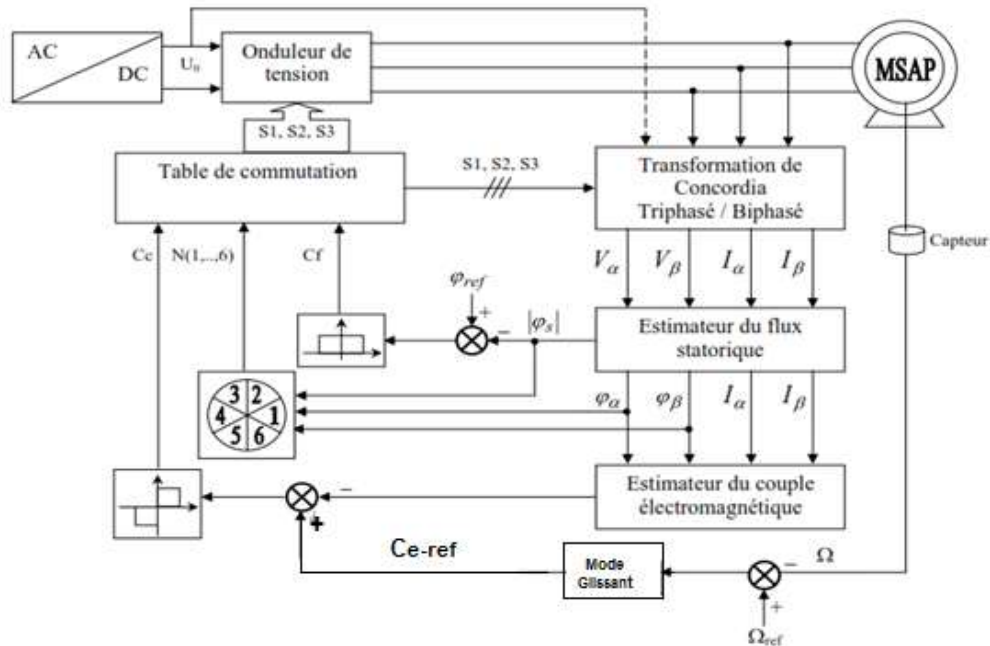 AC
DC
U₀
Onduleur de
tension
MSAP
S1, S2, S3
Table de commutation
S1, S2, S3
Transformation de
Concordia
Triphasé / Biphasé
Capteur
Cc
N(1,..,6)
Cf
φref
+
−
|φs|
Vα
Vβ
Iα
Iβ
Estimateur du flux
statorique
3
2
4
1
5
6
φα
φβ
Iα
Iβ
Estimateur du couple
électromagnétique
−
+
Ce-ref
Mode
Glissant
−
Ω
+
Ωref